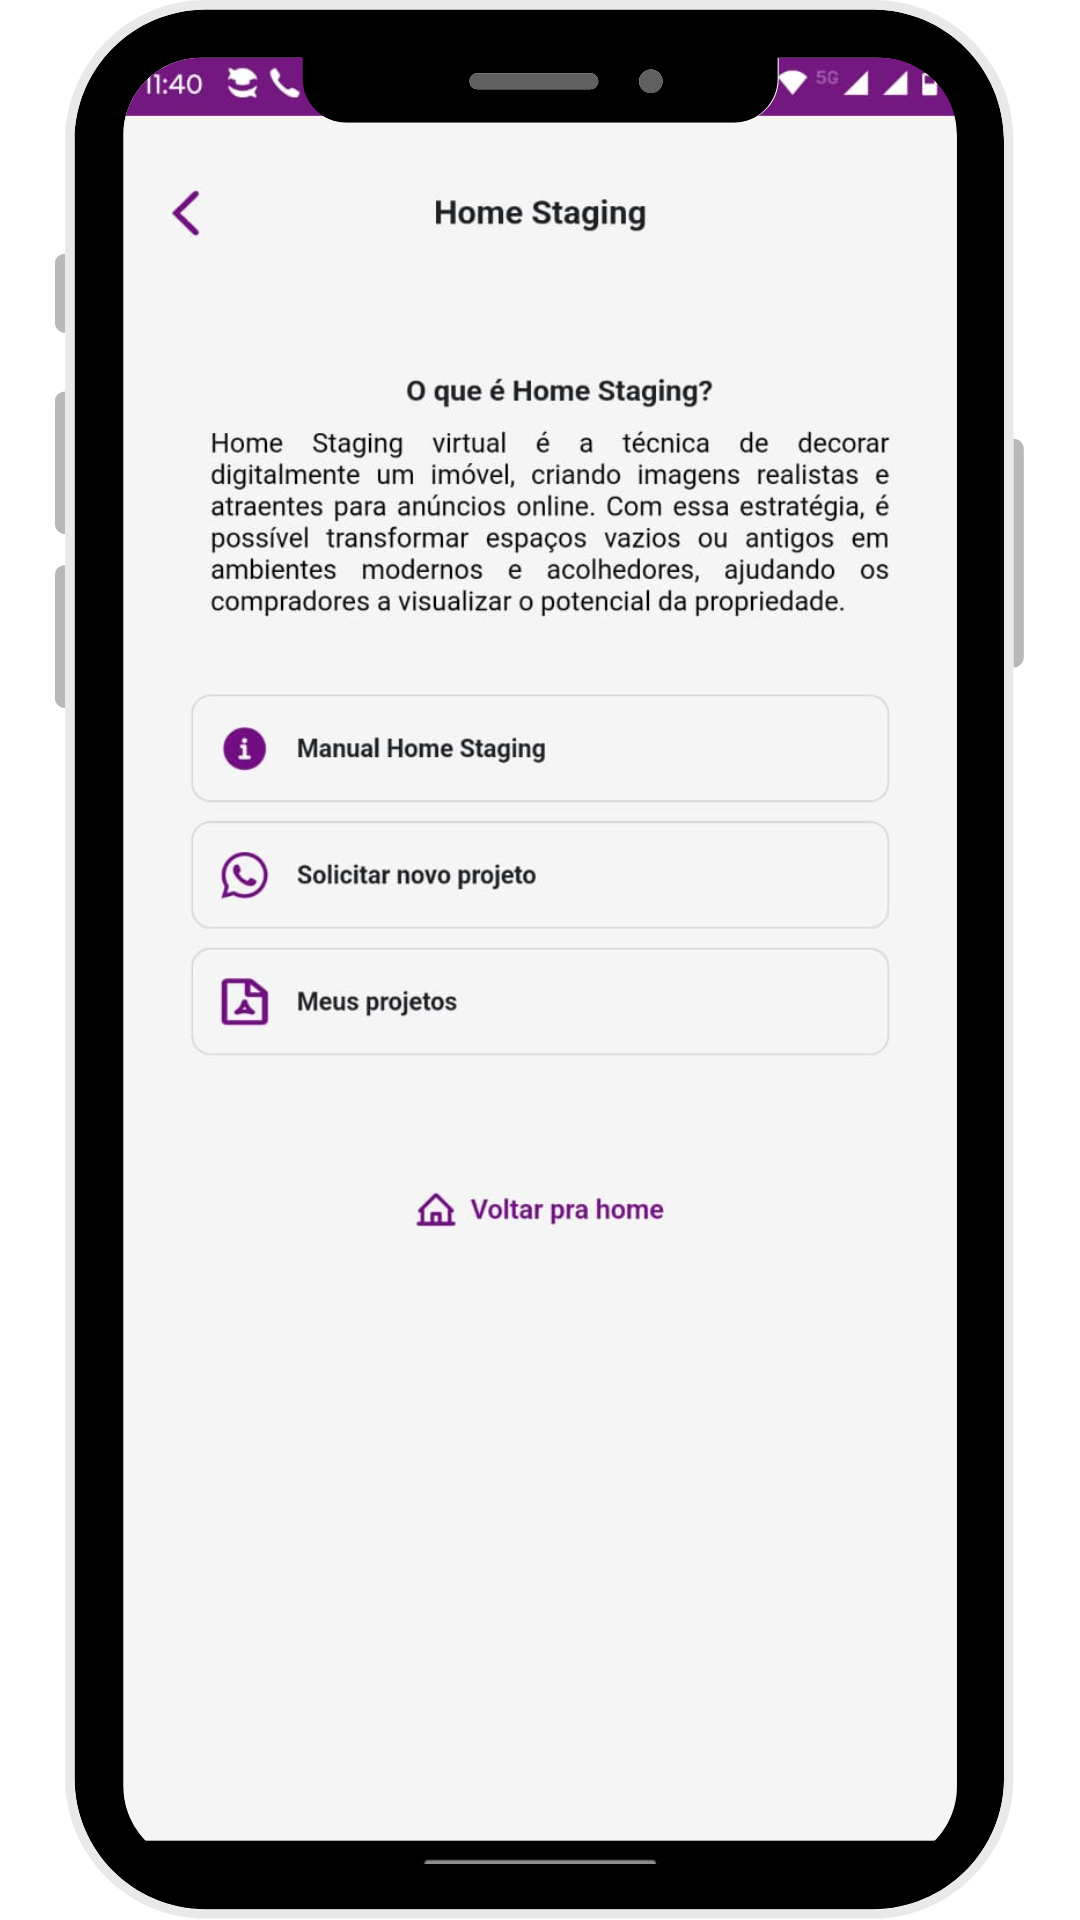 11:40
5G
Home Staging
O que é Home Staging?
Home Staging virtual é a técnica de decorar
digitalmente um imóvel, criando imagens realistas e
atraentes para anúncios online. Com essa estratégia, é
possível transformar espaços vazios ou antigos em
ambientes modernos e acolhedores, ajudando os
compradores a visualizar o potencial da propriedade.
Manual Home Staging
Solicitar novo projeto
Meus projetos
Voltar pra home